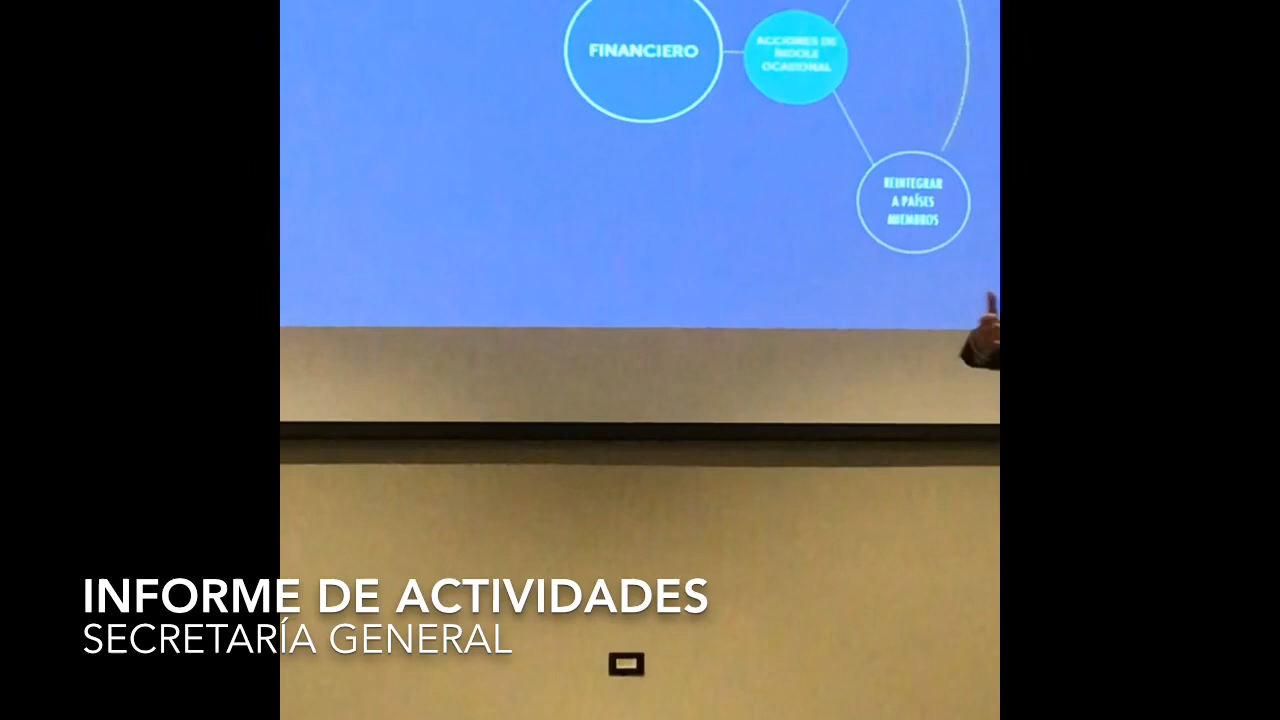 FINANCIERO
ACCIONES DE
ÍNDOLE
OCASIONAL
REINTEGRAR
A PAÍSES
MIEMBROS
INFORME DE ACTIVIDADES
SECRETARÍA GENERAL